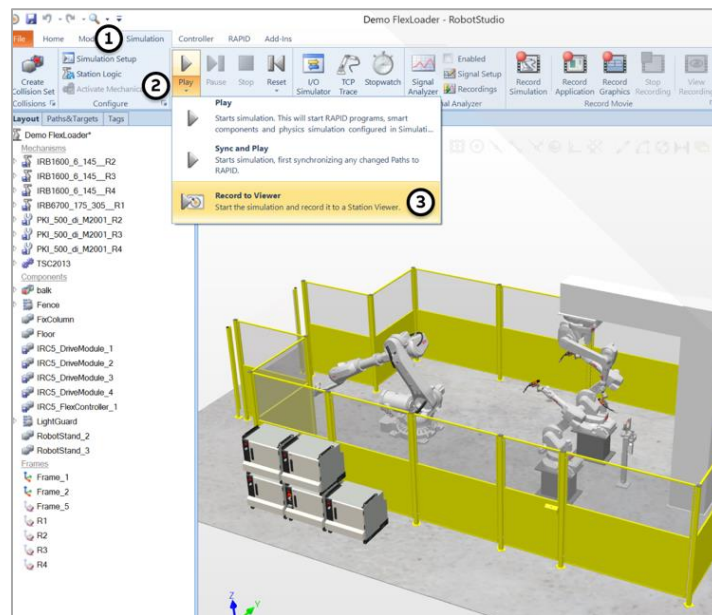 Demo FlexLoader - RobotStudio
1
File Home Simulation Controller RAPID Add-Ins
Create Collision Set
Simulation Setup
Station Logic
2
Play
Pause
Stop
Reset
I/O Simulator
TCP Trace
Stopwatch
Signal Analyzer
Enabled
Signal Setup
Recordings
Record Simulation
Record Application
Record Graphics
Stop Recording
View
Collisions
Configure
Record Movie
Play
Starts simulation. This will start RAPID programs, smart
components and physics simulation configured in Simulati...
Sync and Play
Starts simulation, first synchronizing any changed Paths to
RAPID.
Record to Viewer
Start the simulation and record it to a Station Viewer.
3
Layout Paths&Targets Tags
Demo FlexLoader*
Mechanisms
IRB1600_6_145__R2
IRB1600_6_145__R3
IRB1600_6_145__R4
IRB6700_175_305__R1
PKI_500_di_M2001_R2
PKI_500_di_M2001_R3
PKI_500_di_M2001_R4
TSC2013
Components
balk
Fence
FixColumn
Floor
IRC5_DriveModule_1
IRC5_DriveModule_2
IRC5_DriveModule_3
IRC5_DriveModule_4
IRC5_FlexController_1
LightGuard
RobotStand_2
RobotStand_3
Frames
Frame_1
Frame_2
Frame_5
R1
R2
R3
R4
Z
Y